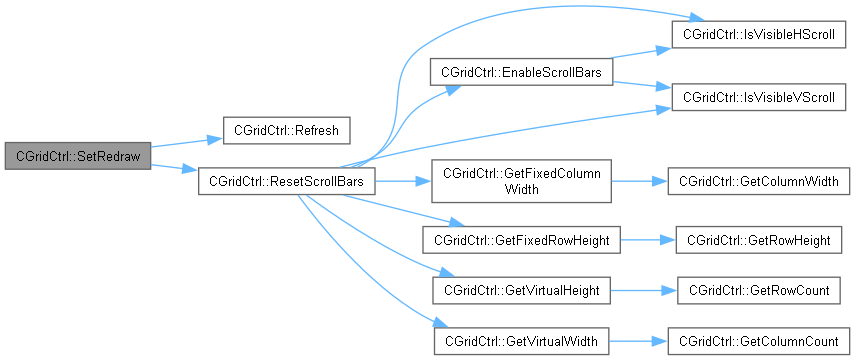 CGridCtrl::SetRedraw
CGridCtrl::Refresh
CGridCtrl::ResetScrollBars
CGridCtrl::EnableScrollBars
CGridCtrl::IsVisibleHScroll
CGridCtrl::IsVisibleVScroll
CGridCtrl::GetFixedColumn
Width
CGridCtrl::GetColumnWidth
CGridCtrl::GetFixedRowHeight
CGridCtrl::GetRowHeight
CGridCtrl::GetVirtualHeight
CGridCtrl::GetRowCount
CGridCtrl::GetVirtualWidth
CGridCtrl::GetColumnCount